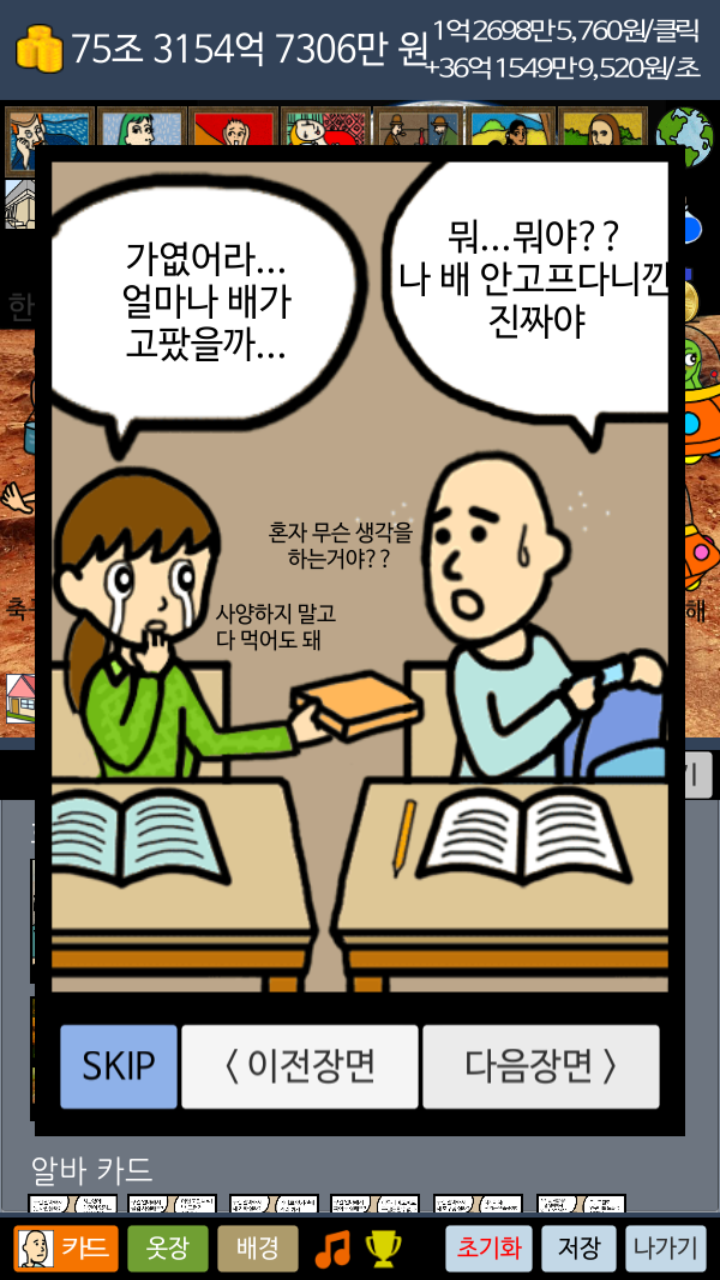 75조 3154억 7306만 원
1억 2698만 5,760원/클릭
+36억 1549만 9,520원/초
가엾어라...
얼마나 배가
고팠을까...
뭐...뭐야??
나 배 안고프다니깐
진짜야
혼자 무슨 생각을
하는거야??
사양하지 말고
다 먹어도 돼
한
축
해
기
SKIP
< 이전장면
다음장면 >
알바 카드
카드
옷장
배경
초기화
저장
나가기